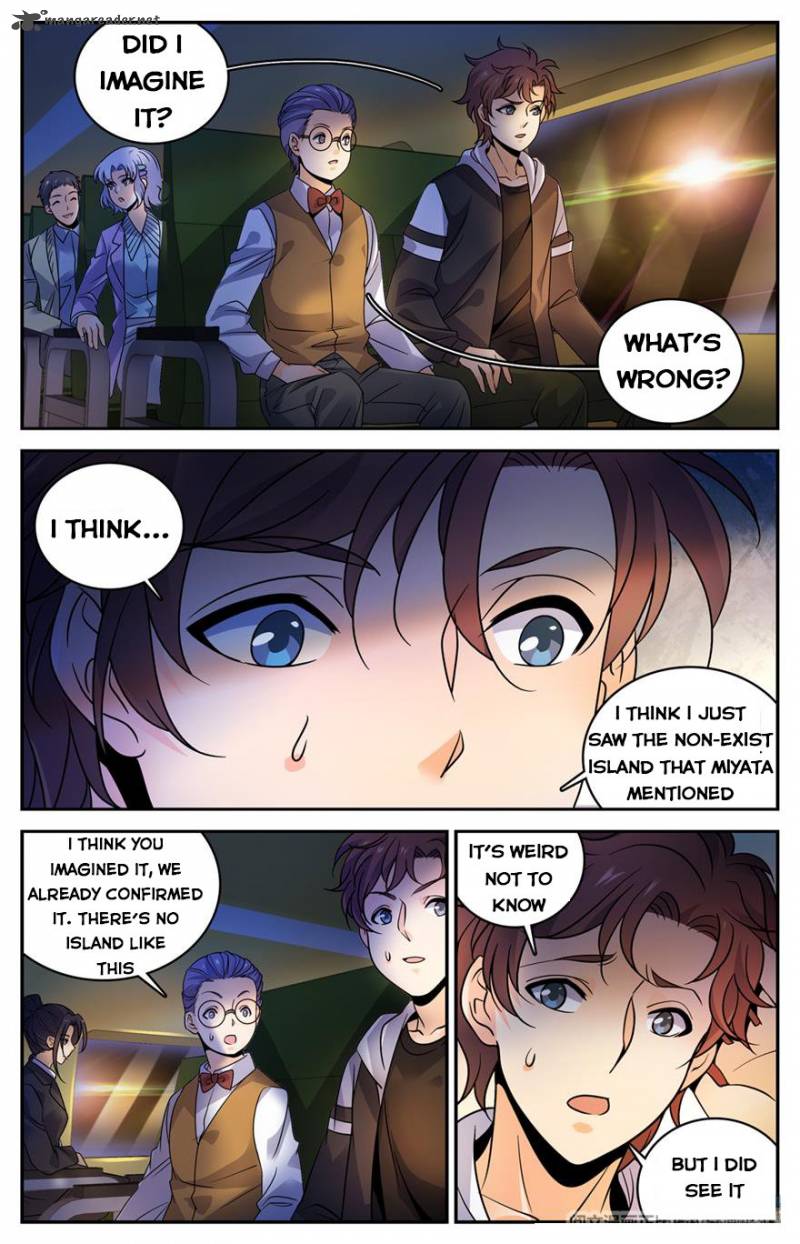 mangareader.net
DID I
IMAGINE
IT?
WHAT'S
WRONG?
I THINK...
I THINK I JUST
SAW THE NON-EXIST
ISLAND THAT MIYATA
MENTIONED
I THINK YOU
IMAGINED IT, WE
ALREADY CONFIRMED
IT. THERE'S NO
ISLAND LIKE
THIS
IT'S WEIRD
NOT TO
KNOW
BUT I DID
SEE IT